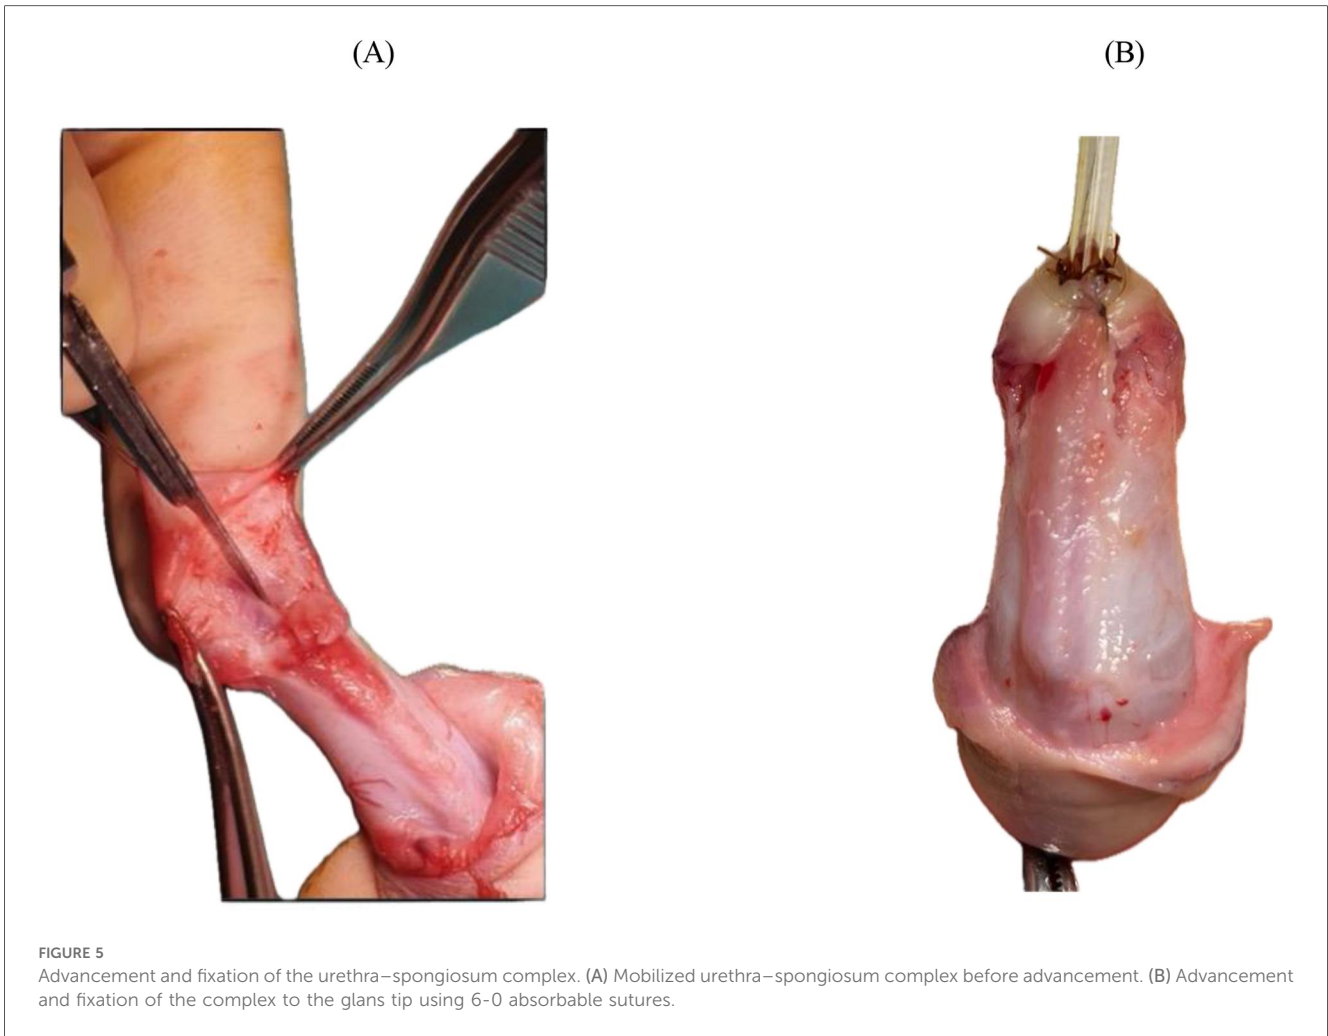 (A)
(B)
FIGURE 5
Advancement and fixation of the urethra–spongiosum complex. (A) Mobilized urethra–spongiosum complex before advancement. (B) Advancement
and fixation of the complex to the glans tip using 6-0 absorbable sutures.